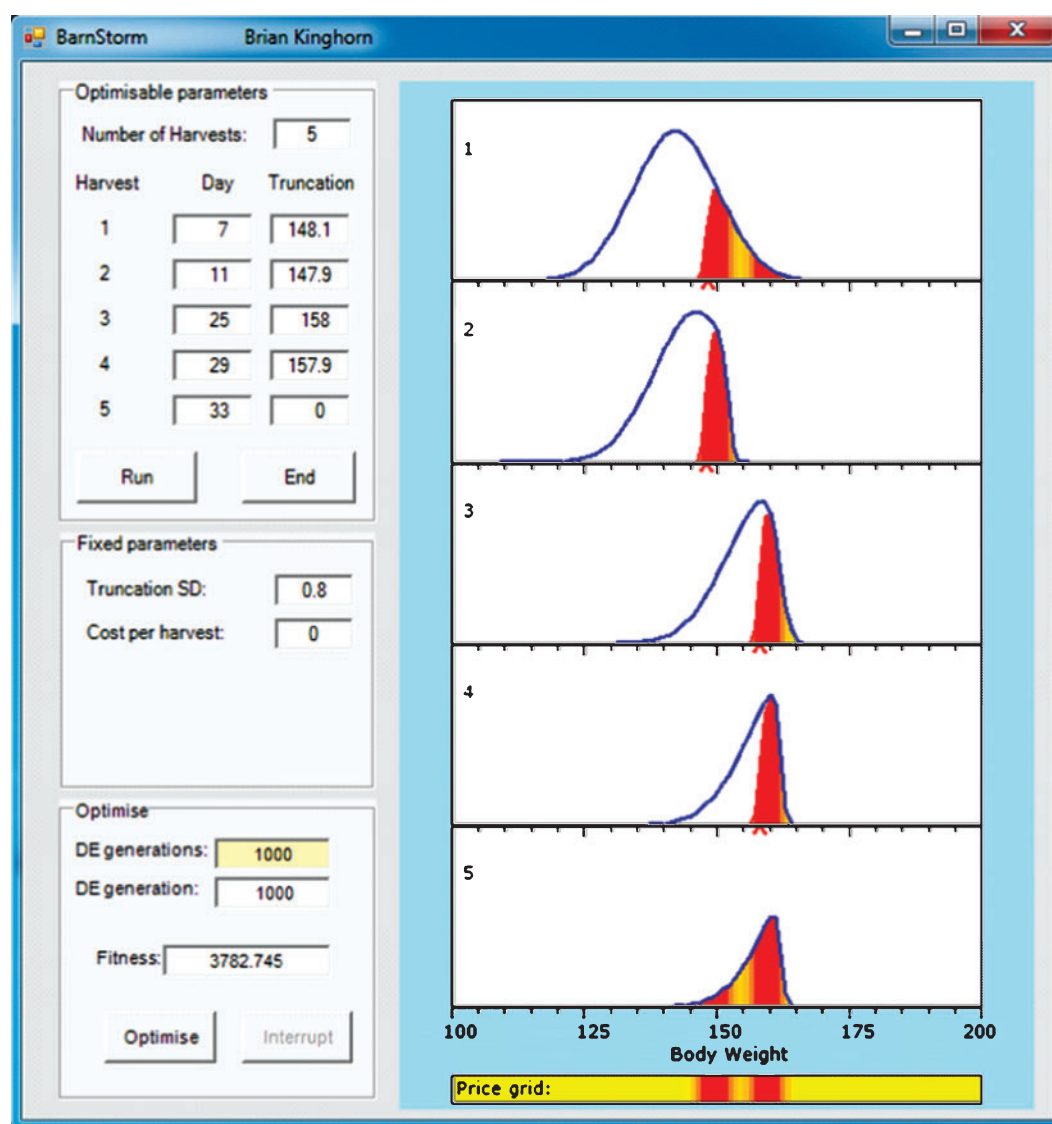 BarnStorm Brian Kinghorn
Optimisable parameters
Number of Harvests: 5
Harvest Day Truncation
1 7 148.1
2 11 147.9
3 25 158
4 29 157.9
5 33 0
Run End
Fixed parameters
Truncation SD: 0.8
Cost per harvest: 0
Optimise
DE generations: 1000
DE generation: 1000
Fitness: 3782.745
Optimise Interrupt
1
2
3
4
5
100 125 150 175 200
Body Weight
Price grid: